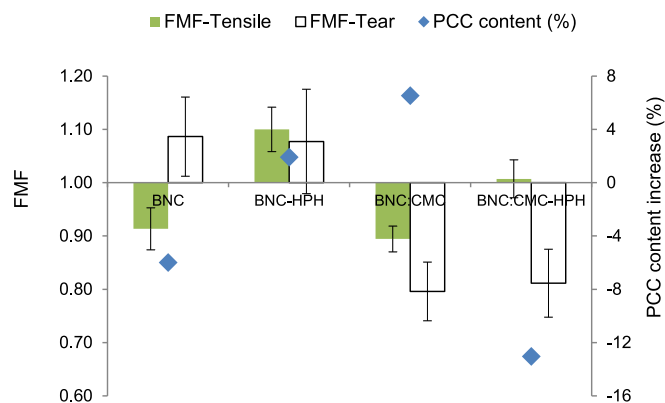 FMF-Tensile FMF-Tear PCC content (%)
1.20 8
1.10 4
1.00 0
BNC BNC-HPH BNC:CMC BNC:CMC-HPH
0.90 -4
0.80 -8
0.70 -12
0.60 -16
FMF
PCC content increase (%)